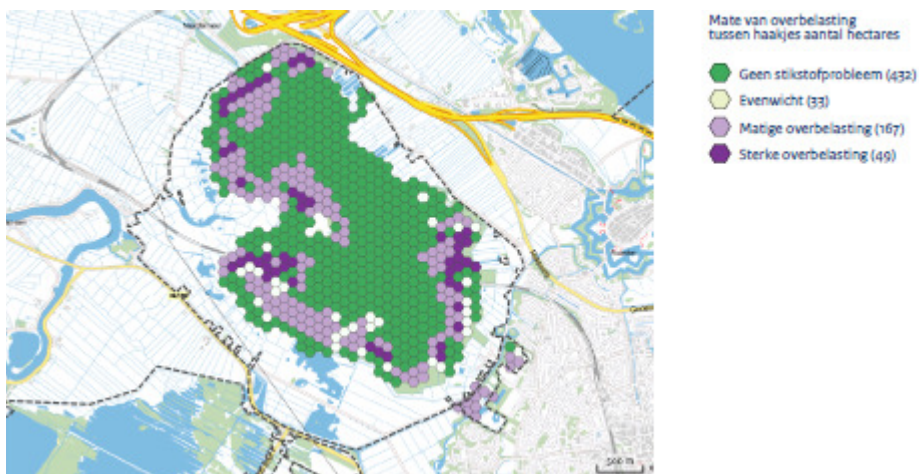 Mate van overbelasting
tussen haakjes aantal hectares
Geen stikstofprobleem (432)
Evenwicht (33)
Matige overbelasting (167)
Sterke overbelasting (49)
500 m